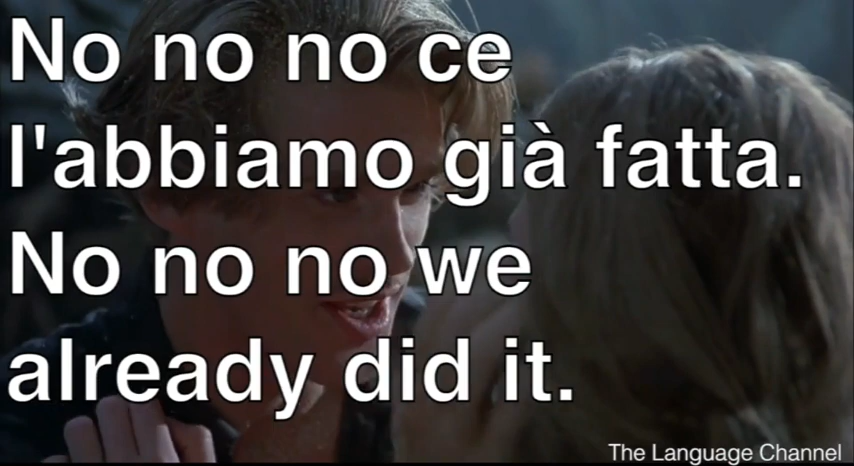 No no no ce
l'abbiamo già fatta.
No no no we
already did it.
The Language Channel